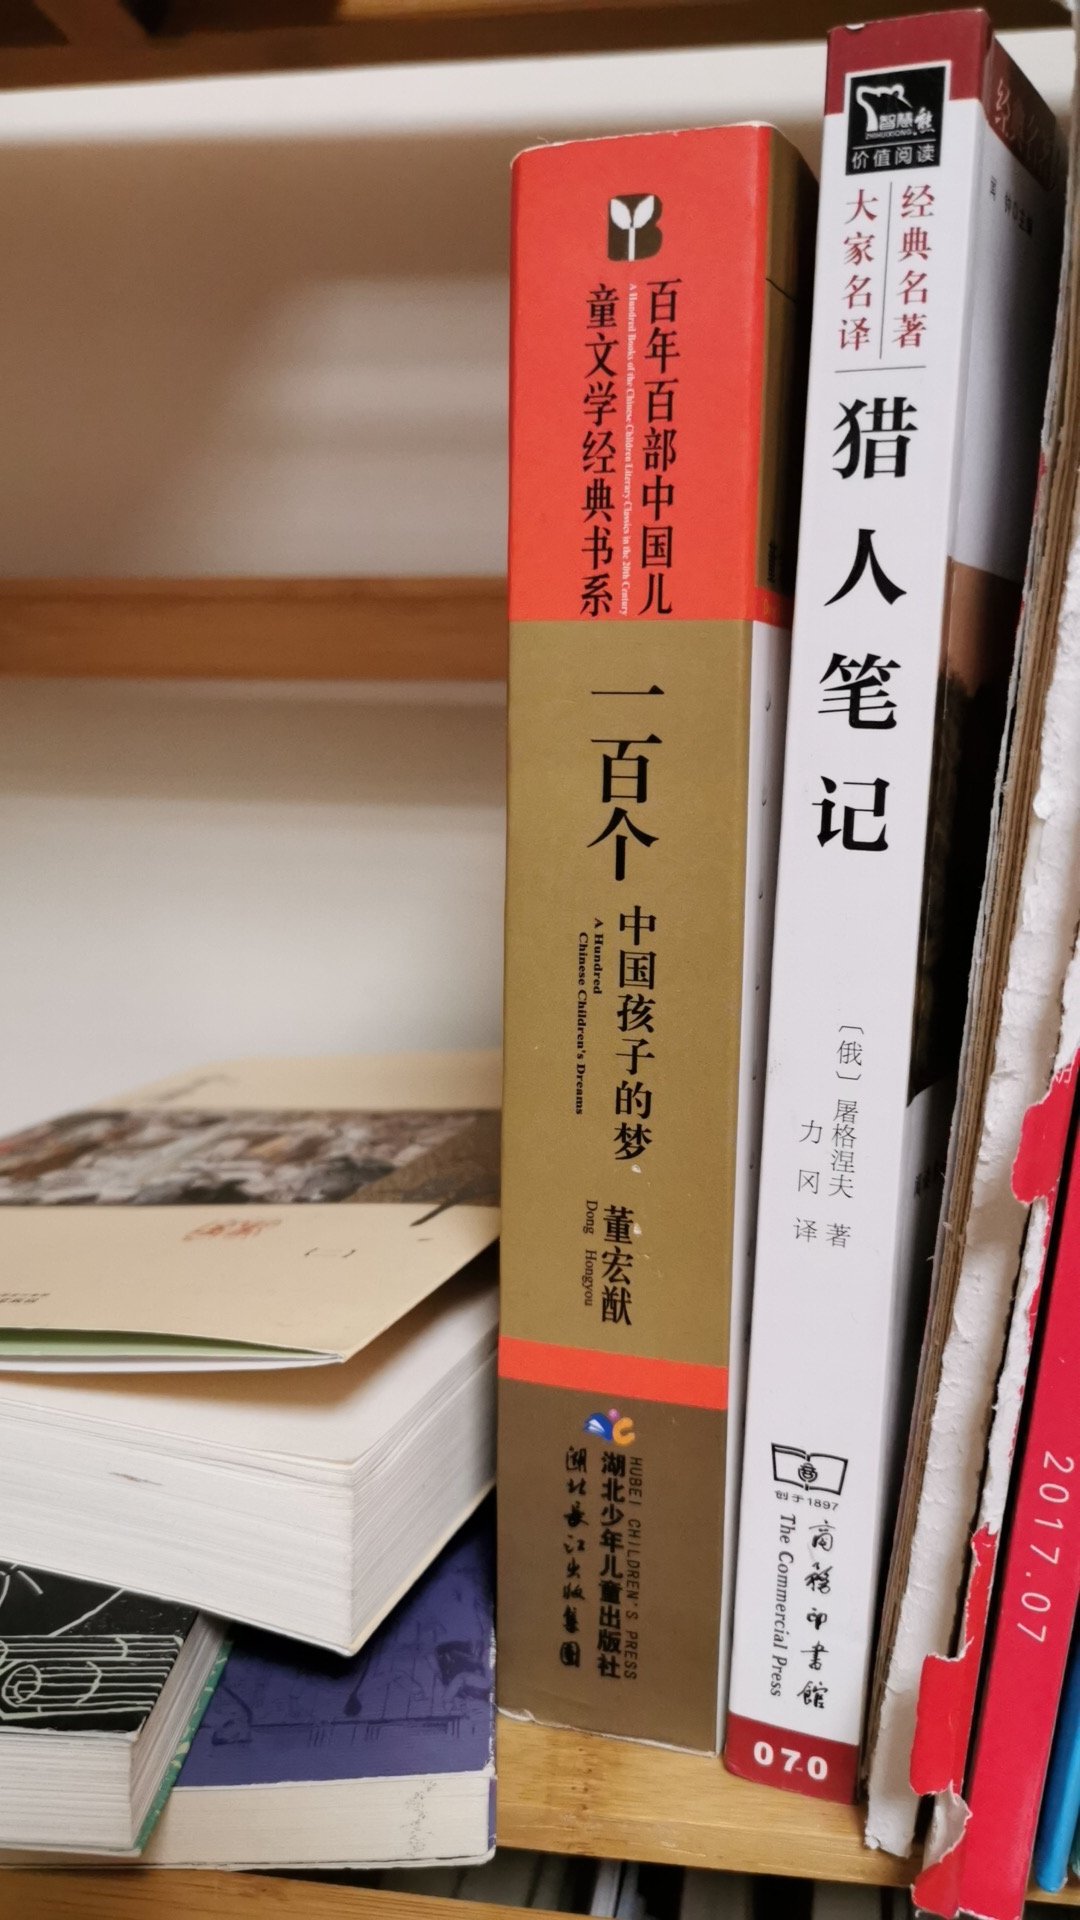 百年百部中国儿
童文学经典书系
A Hundred Books of the Chinese Children Literary Classics in the 20th Century
一百个
中国孩子的梦
A Hundred
Chinese Children's Dreams
董宏猷
Dong Hongyou
湖北少年儿童出版社
HUBEI CHILDREN'S PRESS
湖北长江出版集团
智慧熊
ZHIHUIXIONG
价值阅读
经典名著
大家名译
猎人笔记
〔俄〕屠格涅夫 著
力冈 译
创于1897
商務印書館
The Commercial Press
070
2017.07